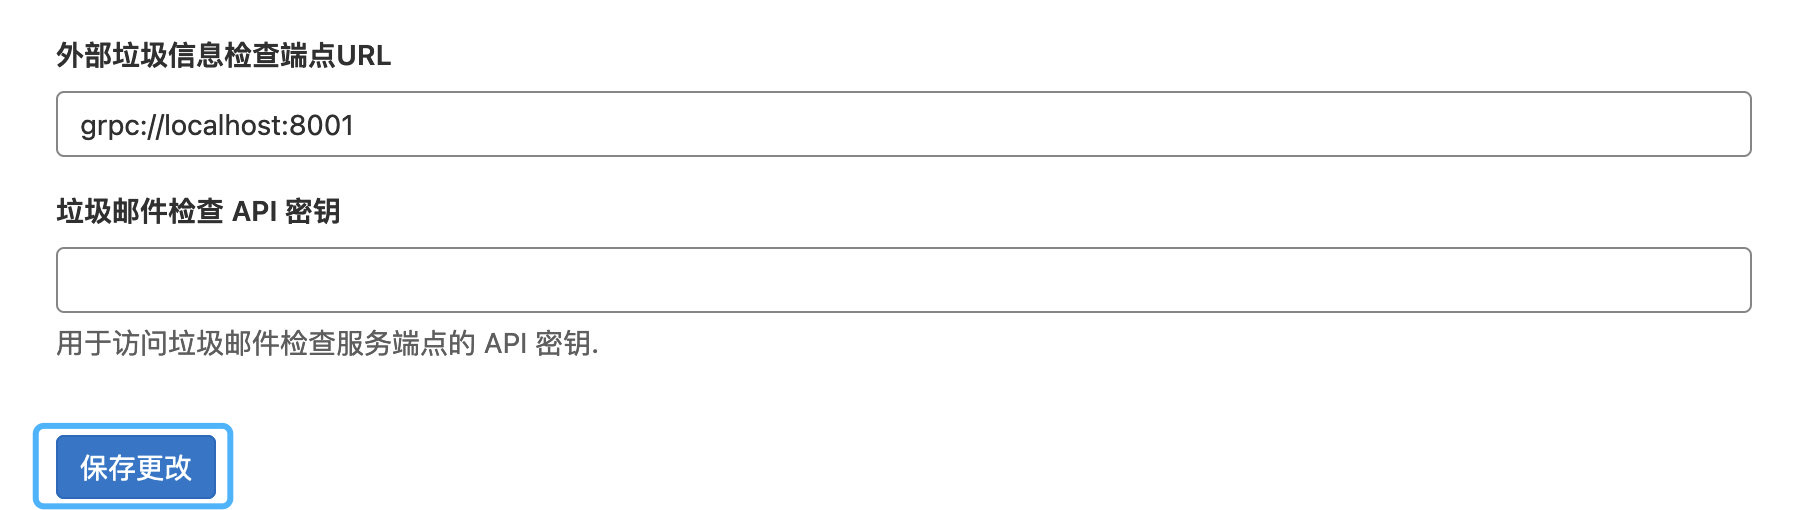 外部垃圾信息检查端点URL
grpc://localhost:8001
垃圾邮件检查 API 密钥
用于访问垃圾邮件检查服务端点的 API 密钥.
保存更改